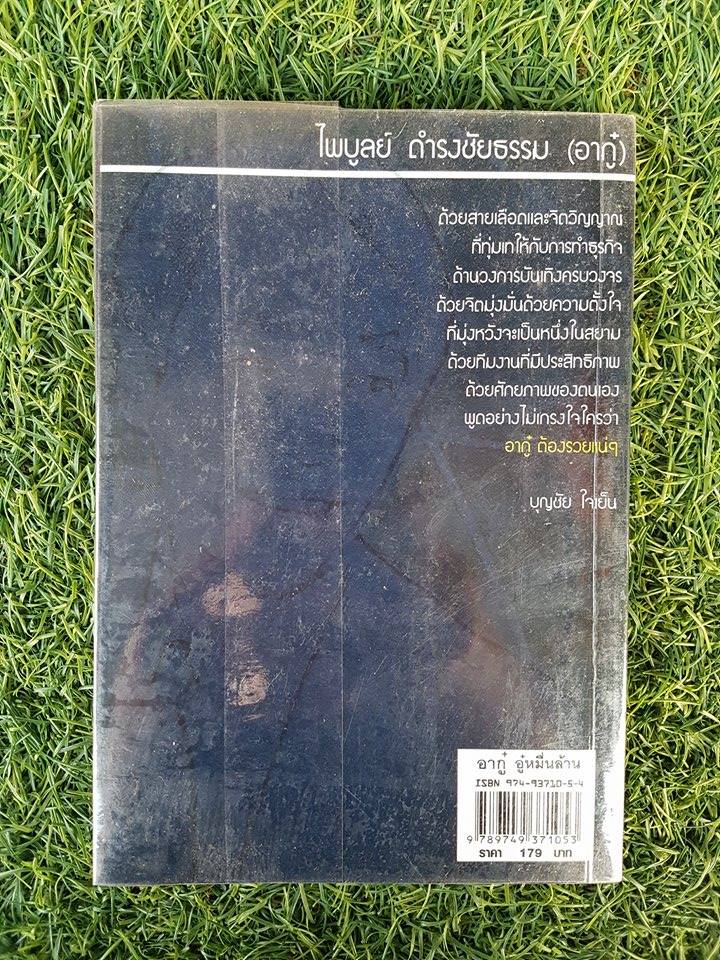 ไพบูลย์ ดำรงชัยธรรม (อากู๋)
ด้วยสายเลือดและจิตวิญญาณ
ที่ทุ่มเทให้กับการทำธุรกิจ
ด้านวงการบันเทิงครบวงจร
ด้วยจิตมุ่งมั่นด้วยความตั้งใจ
ที่มุ่งหวังจะเป็นหนึ่งในสยาม
ด้วยทีมงานที่มีประสิทธิภาพ
ด้วยศักยภาพของตนเอง
พูดอย่างไม่เกรงใจใครว่า
อากู๋ ต้องรวยแน่ๆ
บุญชัย ใจเย็น
อากู๋ อู๋หมื่นล้าน
ISBN 974-93710-5-4
9 789749 371053
ราคา 179 บาท